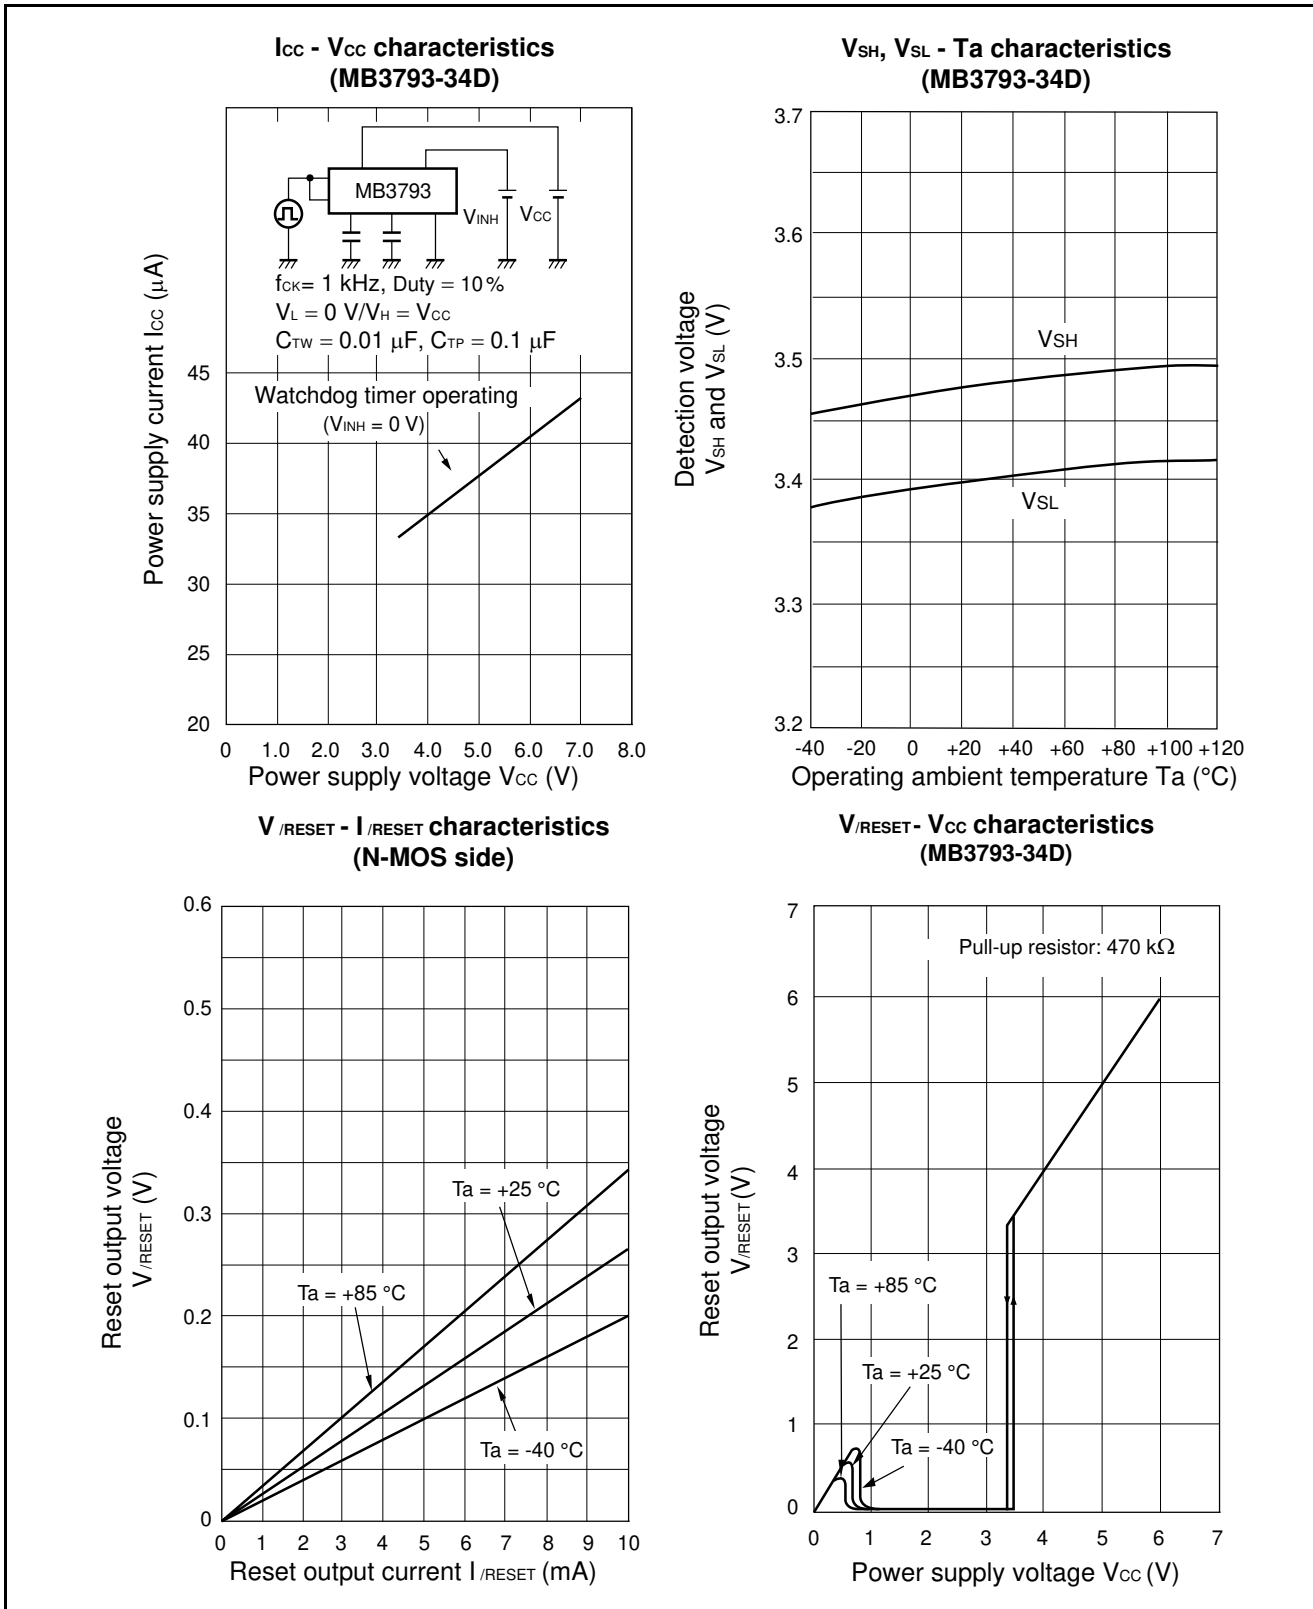 ICC - VCC characteristics
(MB3793-34D)
MB3793
VINH
VCC
fCK= 1 kHz, Duty = 10%
VL = 0 V/VH = VCC
CTW = 0.01 μF, CTP = 0.1 μF
Watchdog timer operating
(VINH = 0 V)
Power supply current ICC (μA)
45
40
35
30
25
20
0 1.0 2.0 3.0 4.0 5.0 6.0 7.0 8.0
Power supply voltage VCC (V)
VSH, VSL - Ta characteristics
(MB3793-34D)
Detection voltage
VSH and VSL (V)
3.7
3.6
3.5
3.4
3.3
3.2
VSH
VSL
-40 -20 0 +20 +40 +60 +80 +100 +120
Operating ambient temperature Ta (°C)
V /RESET - I /RESET characteristics
(N-MOS side)
Reset output voltage
V/RESET (V)
0.6
0.5
0.4
0.3
0.2
0.1
0
Ta = +25 °C
Ta = +85 °C
Ta = -40 °C
0 1 2 3 4 5 6 7 8 9 10
Reset output current I /RESET (mA)
V/RESET - VCC characteristics
(MB3793-34D)
Reset output voltage
V/RESET (V)
7
6
5
4
3
2
1
0
Pull-up resistor: 470 kΩ
Ta = +85 °C
Ta = +25 °C
Ta = -40 °C
0 1 2 3 4 5 6 7
Power supply voltage VCC (V)